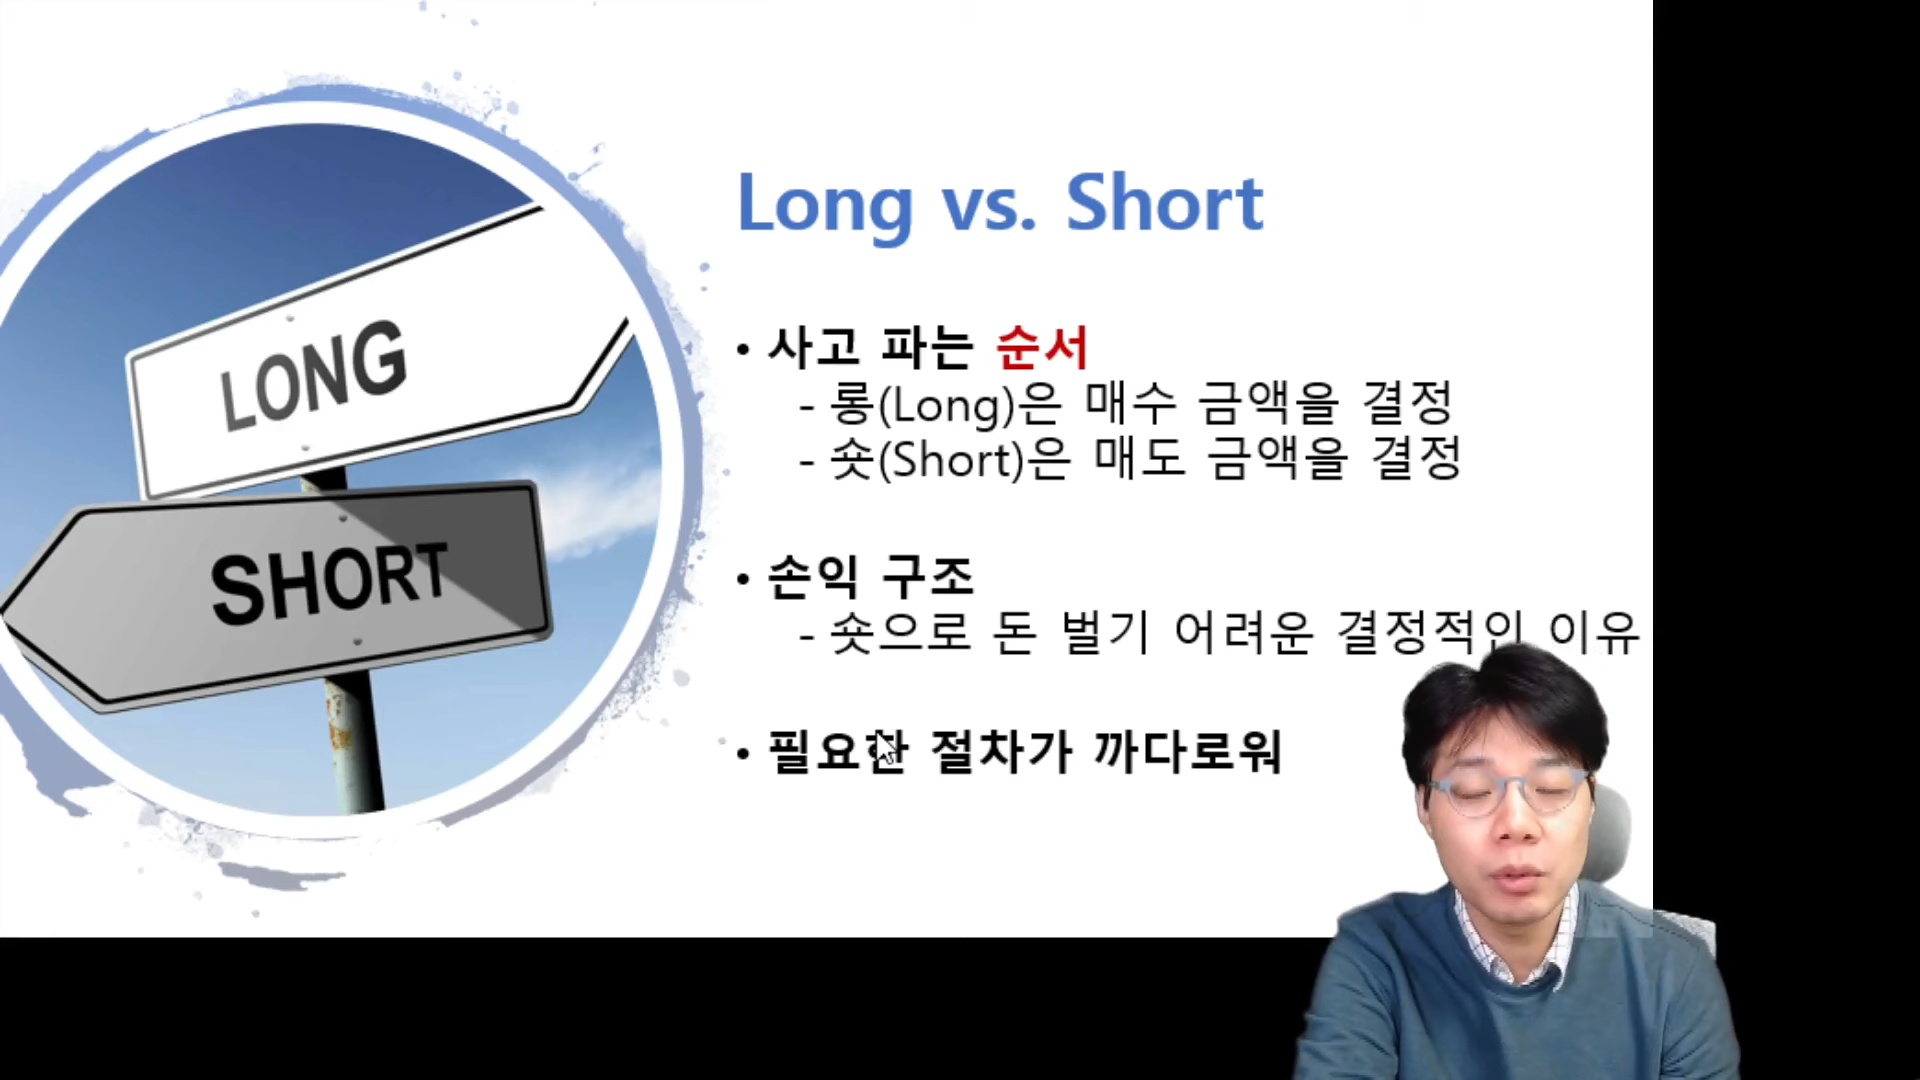 Long vs. Short
• 사고 파는 순서
- 롱(Long)은 매수 금액을 결정
- 숏(Short)은 매도 금액을 결정
• 손익 구조
- 숏으로 돈 벌기 어려운 결정적인 이유
• 필요한 절차가 까다로워
LONG
SHORT